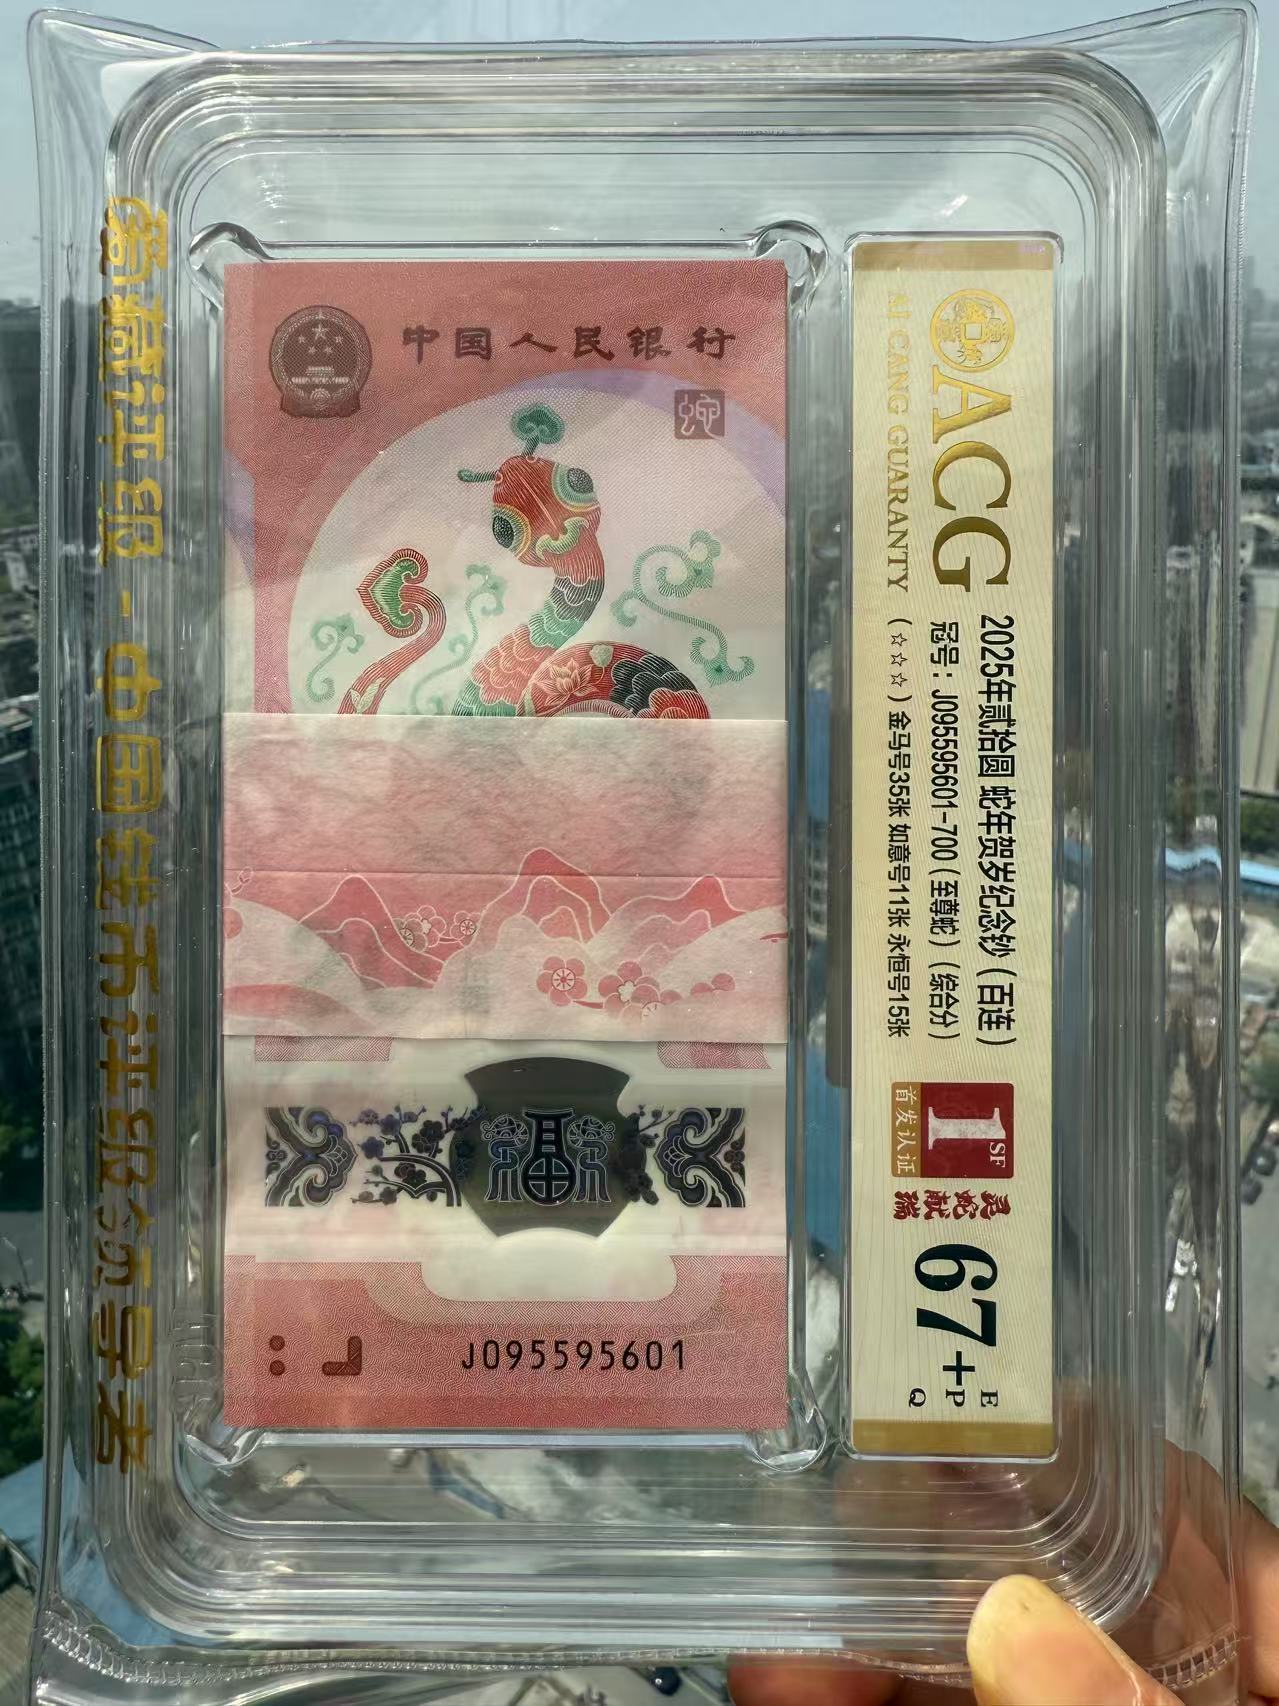 爱藏评级-中国钱币评级领导者
中国人民银行
蛇
福
J095595601
ACG
AI CANG GUARANTY
2025年贰拾圆 蛇年贺岁纪念钞（百连）
冠号：J095595601-700（至尊蛇）（综合分）
（☆☆☆）金马号35张 如意号11张 永恒号15张
1
SF
首发认证
灵蛇献瑞
67+
E
P
Q